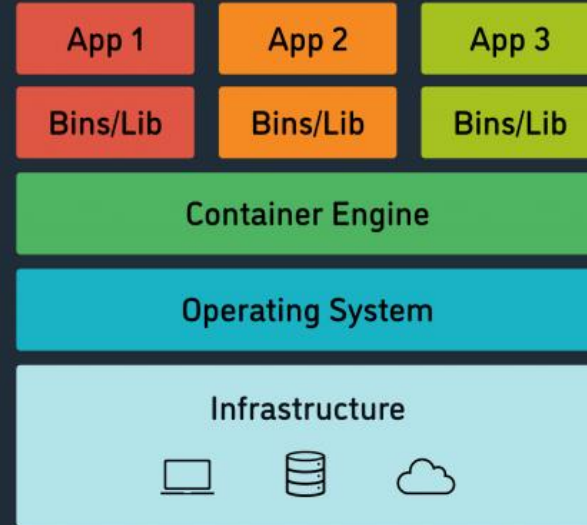 App 1 App 2 App 3
Bins/Lib Bins/Lib Bins/Lib
Container Engine
Operating System
Infrastructure